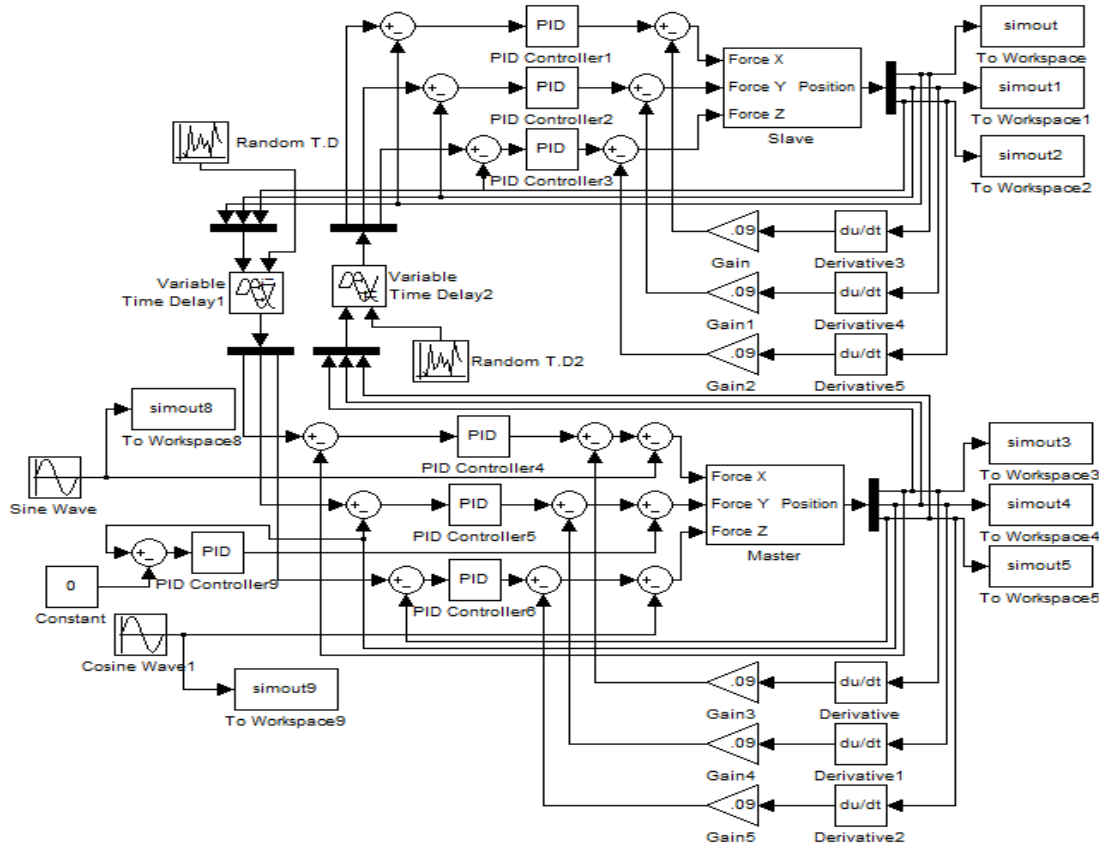 PID
simout
PID Controller1
To Workspace
Force X
Force Y
Position
Force Z
Slave
PID
simout1
PID Controller2
To Workspace1
Random T.D
PID
simout2
PID Controller3
To Workspace2
.09
du/dt
Gain
Derivative3
Variable
Time Delay1
Variable
Time Delay2
.09
du/dt
Gain1
Derivative4
Random T.D2
.09
du/dt
Gain2
Derivative5
simout8
To Workspace8
PID
PID Controller4
simout3
To Workspace3
Sine Wave
Force X
Force Y
Position
Force Z
Master
PID
PID Controller5
simout4
To Workspace4
PID
PID Controller9
0
Constant
PID
PID Controller6
simout5
To Workspace5
Cosine Wave1
simout9
To Workspace9
.09
du/dt
Gain3
Derivative
.09
du/dt
Gain4
Derivative1
.09
du/dt
Gain5
Derivative2